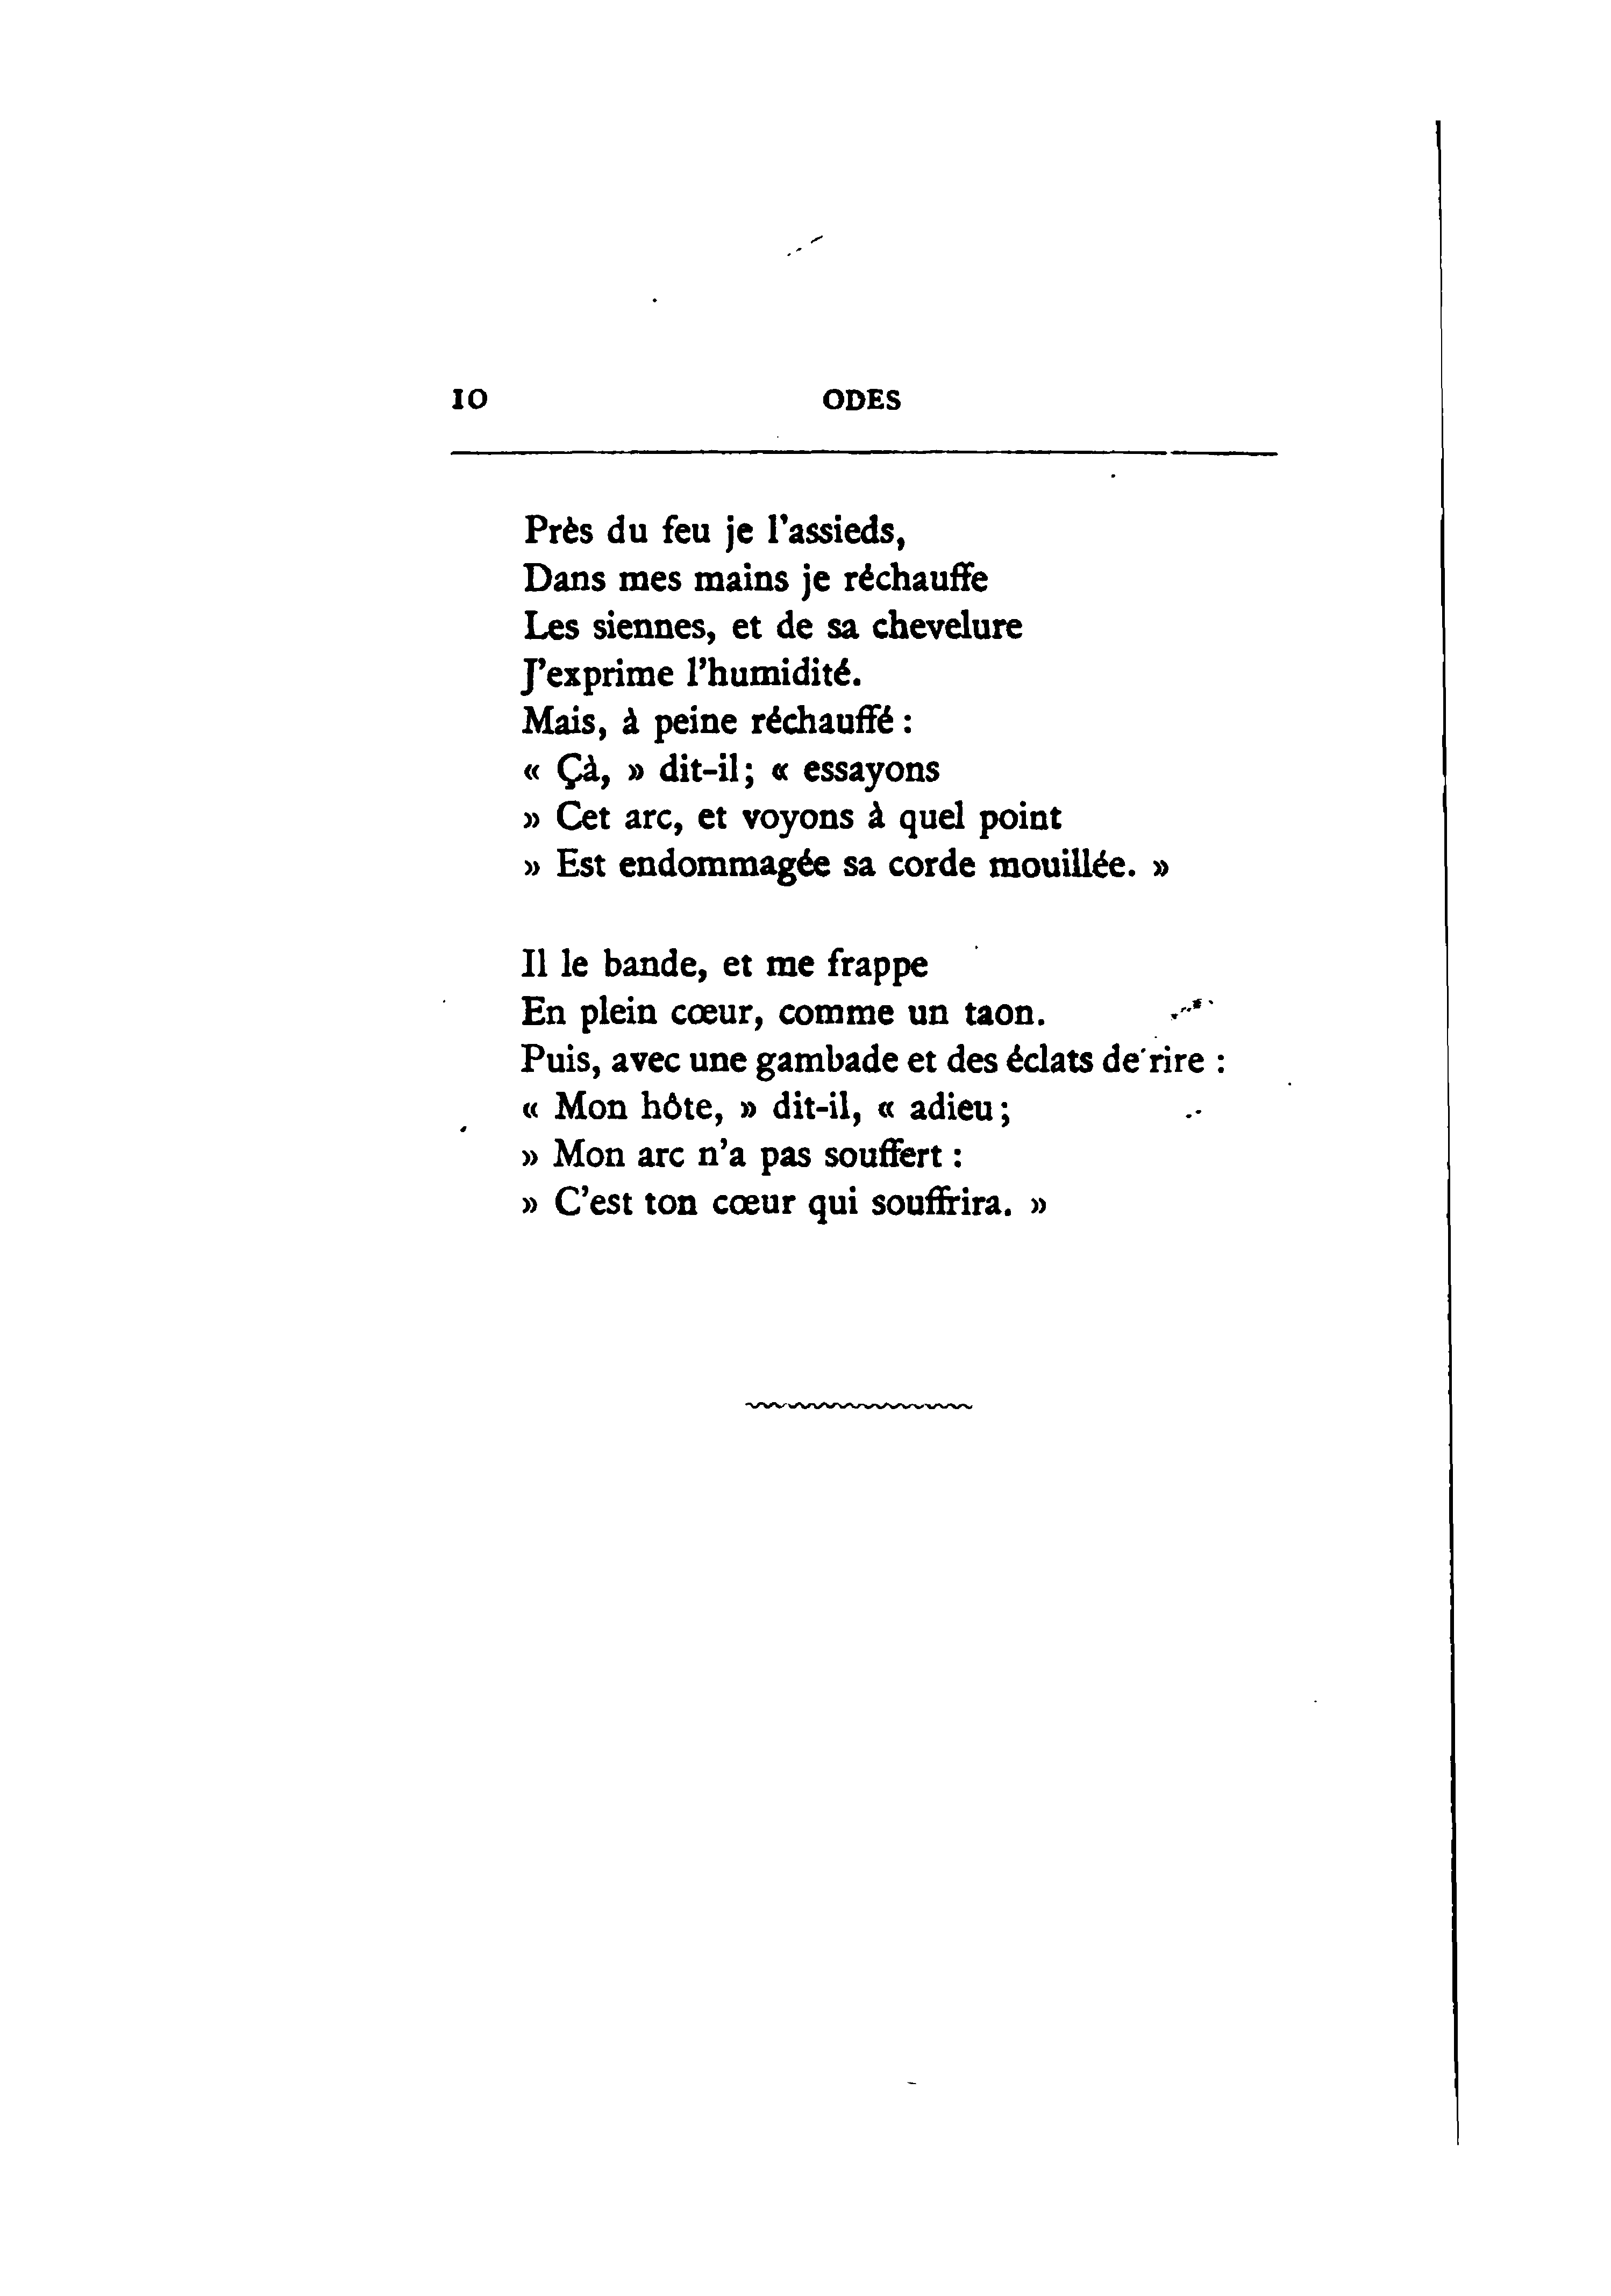 10 ODES
Près du feu je l'assieds,
Dans mes mains je réchauffe
Les siennes, et de sa chevelure
J'exprime l'humidité.
Mais, à peine réchauffé :
« Çà, » dit-il; « essayons
» Cet arc, et voyons à quel point
» Est endommagée sa corde mouillée. »
Il le bande, et me frappe
En plein cœur, comme un taon.
Puis, avec une gambade et des éclats de rire :
« Mon hôte, » dit-il, « adieu;
» Mon arc n'a pas souffert :
» C'est ton cœur qui souffrira. »